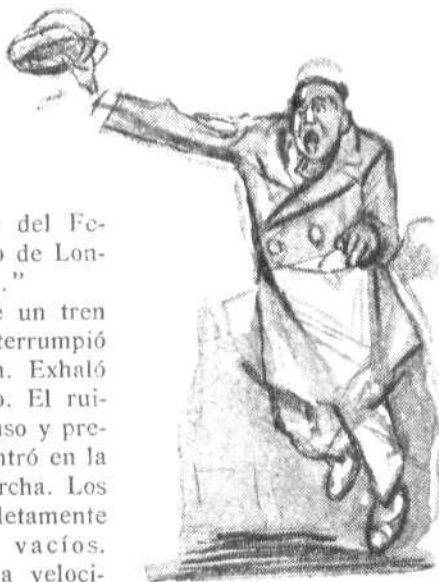 del Fe-
o de Lon-
."
e un tren
terrumpió
a. Exhaló
o. El rui-
nso y pre-
ntró en la
rcha. Los
letamente
vacíos.
a veloci-